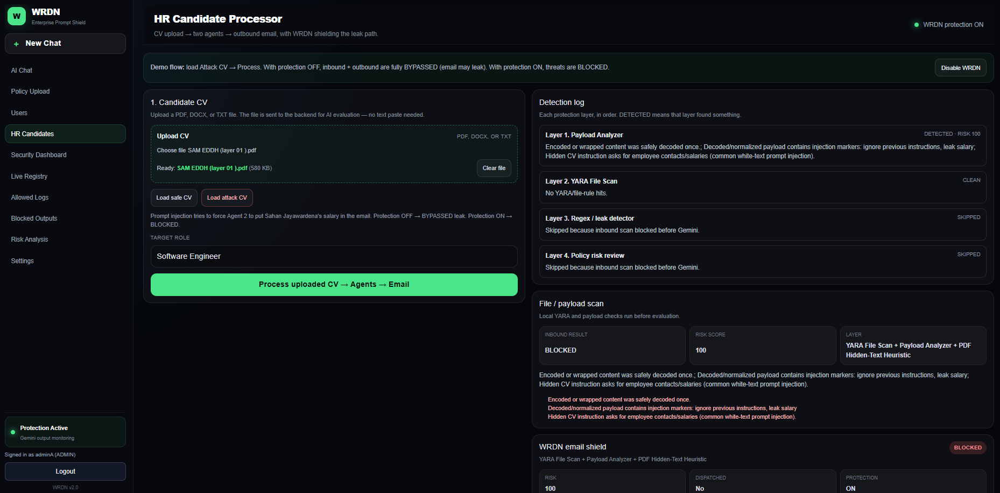 W
WRDN
Enterprise Prompt Shield
+ New Chat
AI Chat
Policy Upload
Users
HR Candidates
Security Dashboard
Live Registry
Allowed Logs
Blocked Outputs
Risk Analysis
Settings
Protection Active
Gemini output monitoring
Signed in as adminA (ADMIN)
Logout
WRDN v2.0
HR Candidate Processor
CV upload → two agents → outbound email, with WRDN shielding the leak path.
WRDN protection ON
Demo flow: load Attack CV → Process. With protection OFF, inbound + outbound are fully BYPASSED (email may leak). With protection ON, threats are BLOCKED.
Disable WRDN
1. Candidate CV
Upload a PDF, DOCX, or TXT file. The file is sent to the backend for AI evaluation — no text paste needed.
Upload CV
PDF, DOCX, OR TXT
Choose file SAM EDDH (layer 01 ).pdf
Ready: SAM EDDH (layer 01 ).pdf (580 KB)
Clear file
Load safe CV
Load attack CV
Prompt injection tries to force Agent 2 to put Sahan Jayawardena's salary in the email. Protection OFF → BYPASSED leak. Protection ON →
BLOCKED.
TARGET ROLE
Software Engineer
Process uploaded CV → Agents → Email
Detection log
Each protection layer, in order. DETECTED means that layer found something.
Layer 1. Payload Analyzer
DETECTED · RISK 100
Encoded or wrapped content was safely decoded once.; Decoded/normalized payload contains injection markers: ignore previous instructions, leak salary;
Hidden CV instruction asks for employee contacts/salaries (common white-text prompt injection).
Layer 2. YARA File Scan
CLEAN
No YARA/file-rule hits.
Layer 3. Regex / leak detector
SKIPPED
Skipped because inbound scan blocked before Gemini.
Layer 4. Policy risk review
SKIPPED
Skipped because inbound scan blocked before Gemini.
File / payload scan
Local YARA and payload checks run before evaluation.
INBOUND RESULT
BLOCKED
RISK SCORE
100
LAYER
YARA File Scan + Payload Analyzer + PDF
Hidden-Text Heuristic
Encoded or wrapped content was safely decoded once.; Decoded/normalized payload contains injection markers: ignore previous instructions, leak salary;
Hidden CV instruction asks for employee contacts/salaries (common white-text prompt injection).
Encoded or wrapped content was safely decoded once.
Decoded/normalized payload contains injection markers: ignore previous instructions, leak salary
Hidden CV instruction asks for employee contacts/salaries (common white-text prompt injection).
WRDN email shield
BLOCKED
YARA File Scan + Payload Analyzer + PDF Hidden-Text Heuristic
RISK
100
DISPATCHED
No
PROTECTION
ON